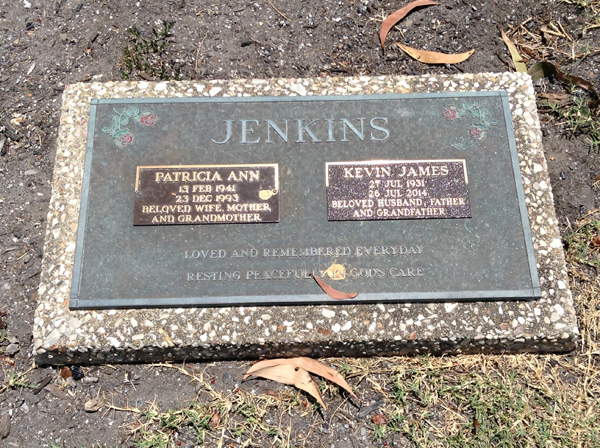 JENKINS
PATRICIA ANN
13 FEB 1941
23 DEC 1993
BELOVED WIFE, MOTHER
AND GRANDMOTHER
KEVIN JAMES
27 JUL 1931
26 JUL 2014
BELOVED HUSBAND, FATHER
AND GRANDFATHER
LOVED AND REMEMBERED EVERYDAY
RESTING PEACEFULLY IN GOD'S CARE